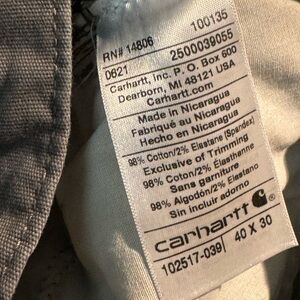 RN# 14806 100135
0621 2500039055
Carhartt, Inc. P.O. Box 600
Dearborn, MI 48121 USA
Carhartt.com
Made in Nicaragua
Fabriqué au Nicaragua
Hecho en Nicaragua
98% Cotton/2% Elastane (Spandex)
Exclusive of Trimming
98% Coton/2% Élasthanne
Sans garniture
98% Algodón/2% Elastano
Sin incluir adorno
carhartt
102517-039 40 X 30